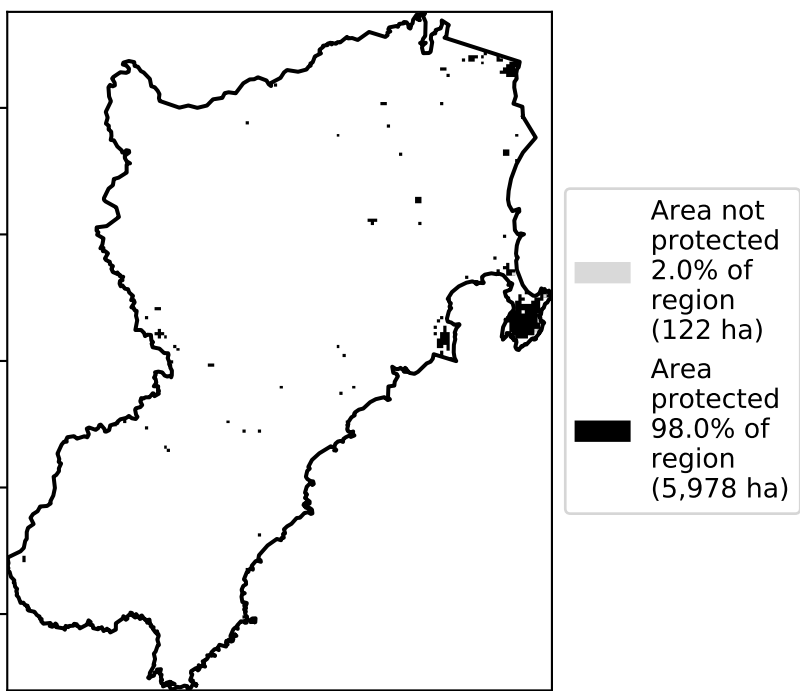 Area not
protected
2.0% of
region
(122 ha)
Area
protected
98.0% of
region
(5,978 ha)